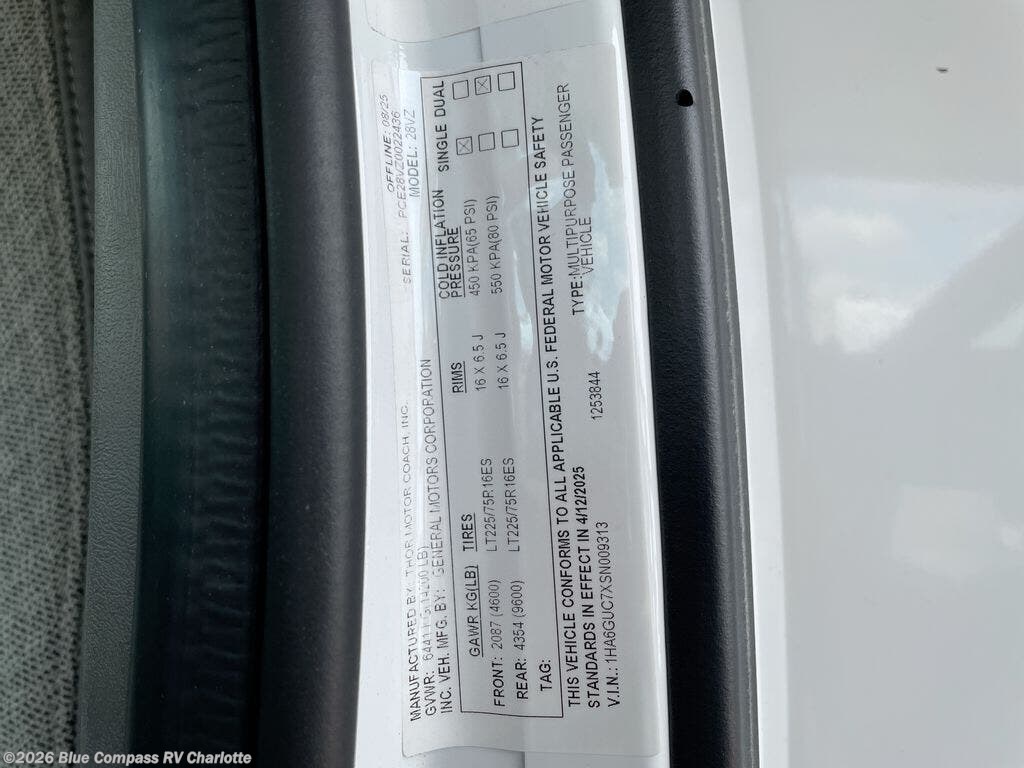 OFFLINE: 08/25
SERIAL: PCE28VZ0022436
MODEL: 28VZ
MANUFACTURED BY: THOR MOTOR COACH, INC.
GVWR: 6441 KG(14200 LB)
INC. VEH. MFG. BY: GENERAL MOTORS CORPORATION
GAWR KG(LB) TIRES RIMS COLD INFLATION PRESSURE SINGLE DUAL
FRONT: 2087 (4600) LT225/75R16ES 16 X 6.5 J 450 KPA(65 PSI)
REAR: 4354 (9600) LT225/75R16ES 16 X 6.5 J 550 KPA(80 PSI)
TAG:
THIS VEHICLE CONFORMS TO ALL APPLICABLE U.S. FEDERAL MOTOR VEHICLE SAFETY
STANDARDS IN EFFECT IN 4/12/2025
V.I.N.: 1HA6GUC7XSN009313 1253844 TYPE:MULTIPURPOSE PASSENGER
VEHICLE
©2026 Blue Compass RV Charlotte